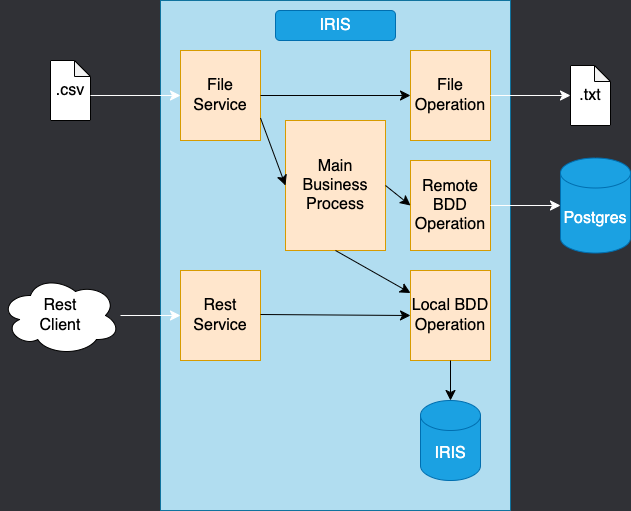 IRIS
.csv
File
Service
File
Operation
.txt
Main
Business
Process
Remote
BDD
Operation
Postgres
Rest
Client
Rest
Service
Local BDD
Operation
IRIS